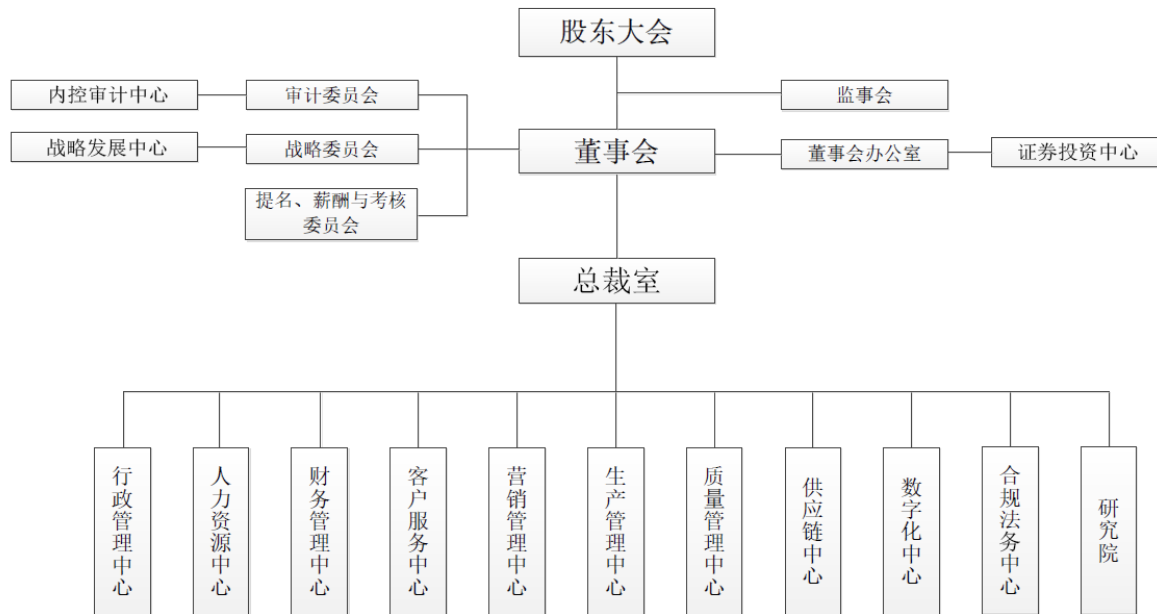 股东大会
内控审计中心
审计委员会
监事会
战略发展中心
战略委员会
董事会
董事会办公室
证券投资中心
提名、薪酬与考核
委员会
总裁室
行政管理中心
人力资源中心
财务管理中心
客户服务中心
营销管理中心
生产管理中心
质量管理中心
供应链中心
数字化中心
合规法务中心
研究院